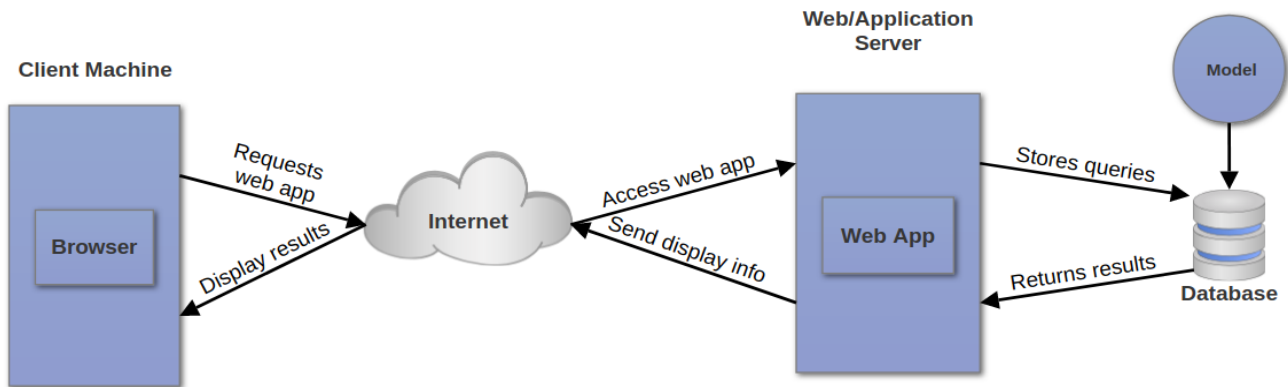 Client Machine
Browser
Requests
web app
Display results
Internet
Access web app
Send display info
Web/Application
Server
Web App
Stores queries
Returns results
Model
Database